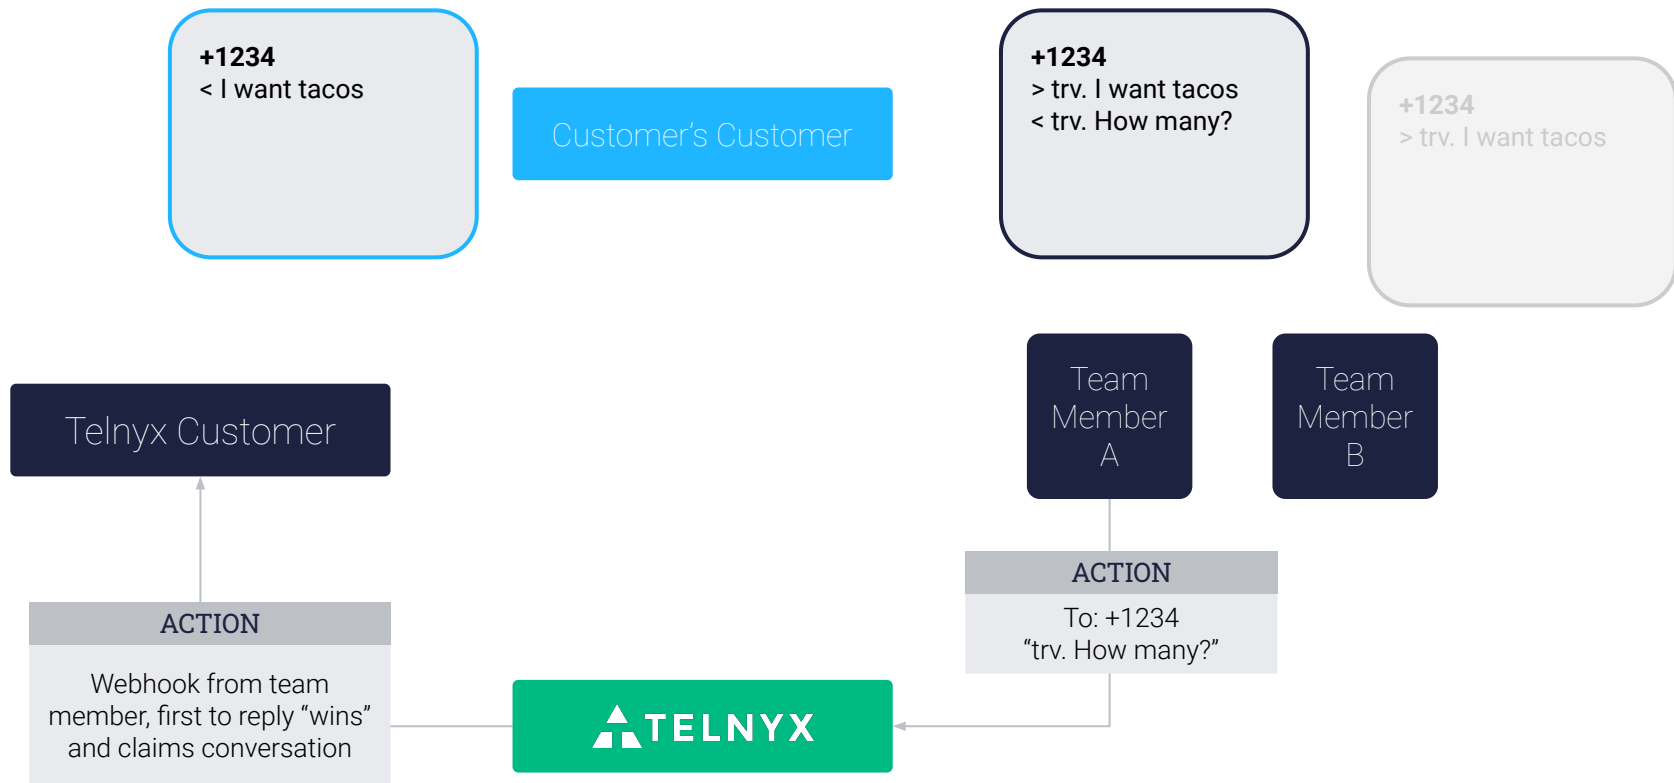 +1234
< I want tacos
Customer’s Customer
+1234
> trv. I want tacos
< trv. How many?
+1234
> trv. I want tacos
Telnyx Customer
Team
Member
A
Team
Member
B
ACTION
To: +1234
“trv. How many?”
ACTION
Webhook from team
member, first to reply “wins”
and claims conversation
TELNYX